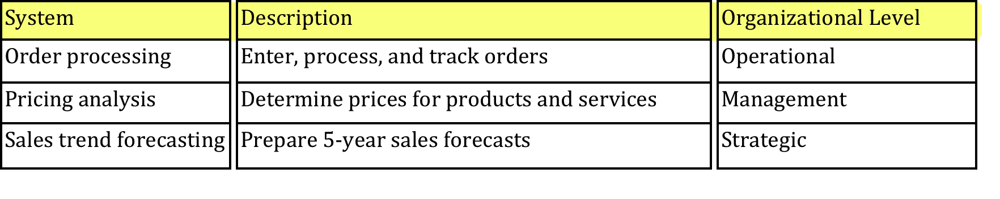 System Description Organizational Level
Order processing Enter, process, and track orders Operational
Pricing analysis Determine prices for products and services Management
Sales trend forecasting Prepare 5-year sales forecasts Strategic